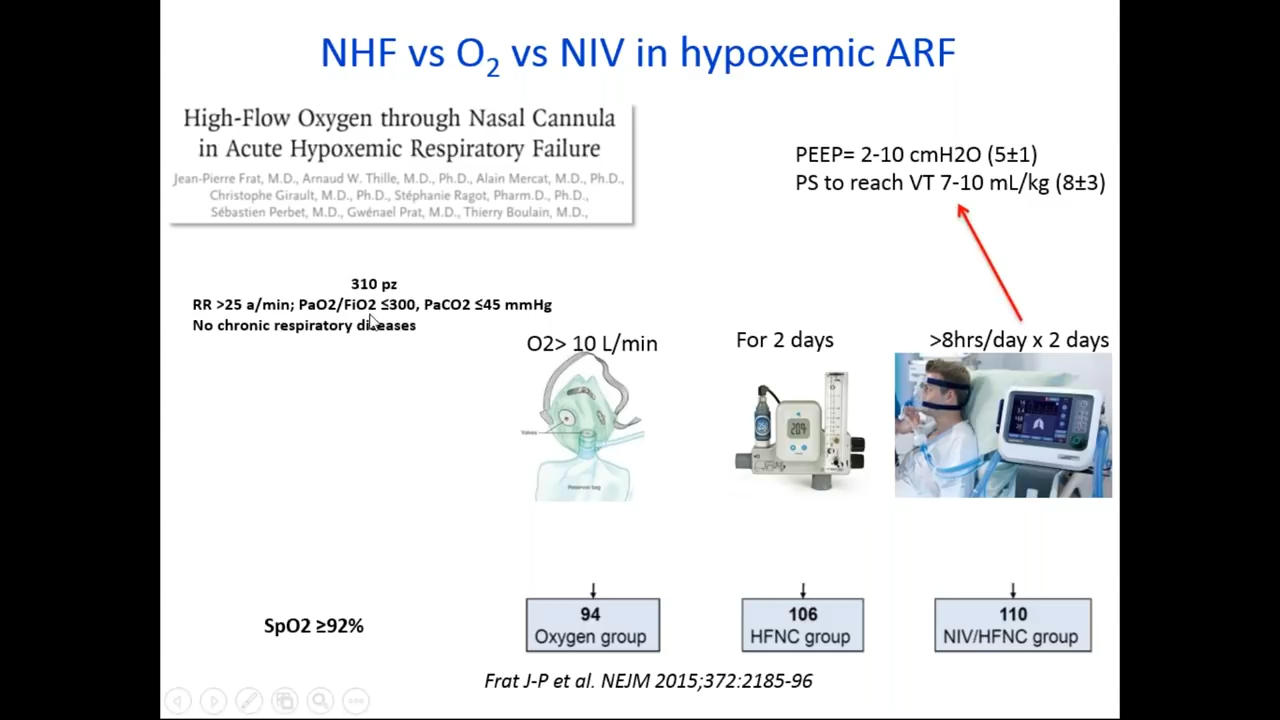 NHF vs O2 vs NIV in hypoxemic ARF
High-Flow Oxygen through Nasal Cannula
in Acute Hypoxemic Respiratory Failure
Jean-Pierre Frat, M.D., Arnaud W. Thille, M.D., Ph.D., Alain Mercat, M.D., Ph.D.,
Christophe Girault, M.D., Ph.D., Stéphanie Ragot, Pharm.D., Ph.D.,
Sébastien Perbet, M.D., Gwénael Prat, M.D., Thierry Boulain, M.D.,
PEEP= 2-10 cmH2O (5±1)
PS to reach VT 7-10 mL/kg (8±3)
310 pz
RR >25 a/min; PaO2/FiO2 ≤300, PaCO2 ≤45 mmHg
No chronic respiratory diseases
O2> 10 L/min
For 2 days
>8hrs/day x 2 days
Valves
Reservoir bag
SpO2 ≥92%
94
Oxygen group
106
HFNC group
110
NIV/HFNC group
Frat J-P et al. NEJM 2015;372:2185-96